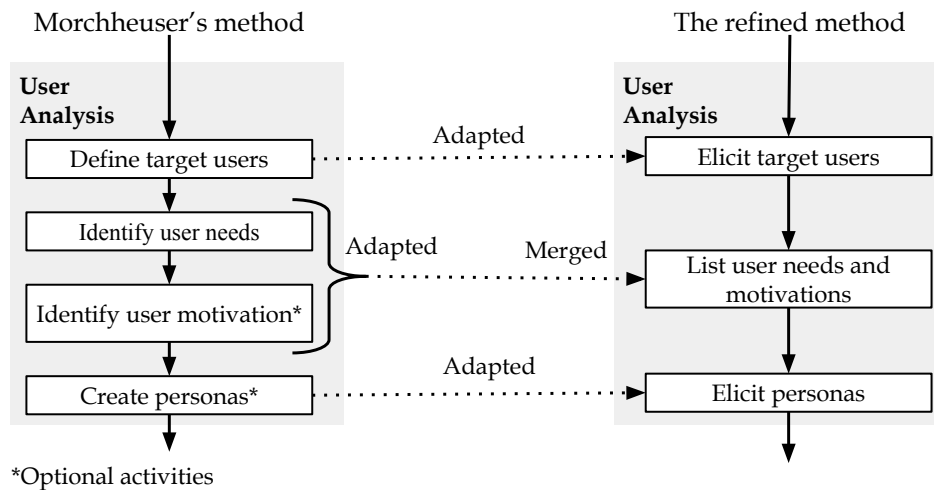 Morchheuser's method
User
Analysis
Define target users
Identify user needs
Identify user motivation*
Create personas*
*Optional activities
Adapted
Adapted
Merged
Adapted
The refined method
User
Analysis
Elicit target users
List user needs and
motivations
Elicit personas